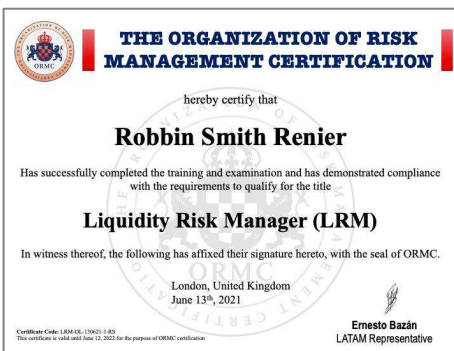 THE ORGANIZATION OF RISK
MANAGEMENT CERTIFICATION
ORMC
hereby certify that
Robbin Smith Renier
Has successfully completed the training and examination and has demonstrated compliance
with the requirements to qualify for the title
Liquidity Risk Manager (LRM)
In witness thereof, the following has affixed their signature hereto, with the seal of ORMC.
ORMC
London, United Kingdom
June 13th, 2021
Ernesto Bazán
LATAM Representative
Certificate Code: LRM-OL-130621-1-RS
This certificate is valid until June 12, 2022 for the purpose of ORMC certification